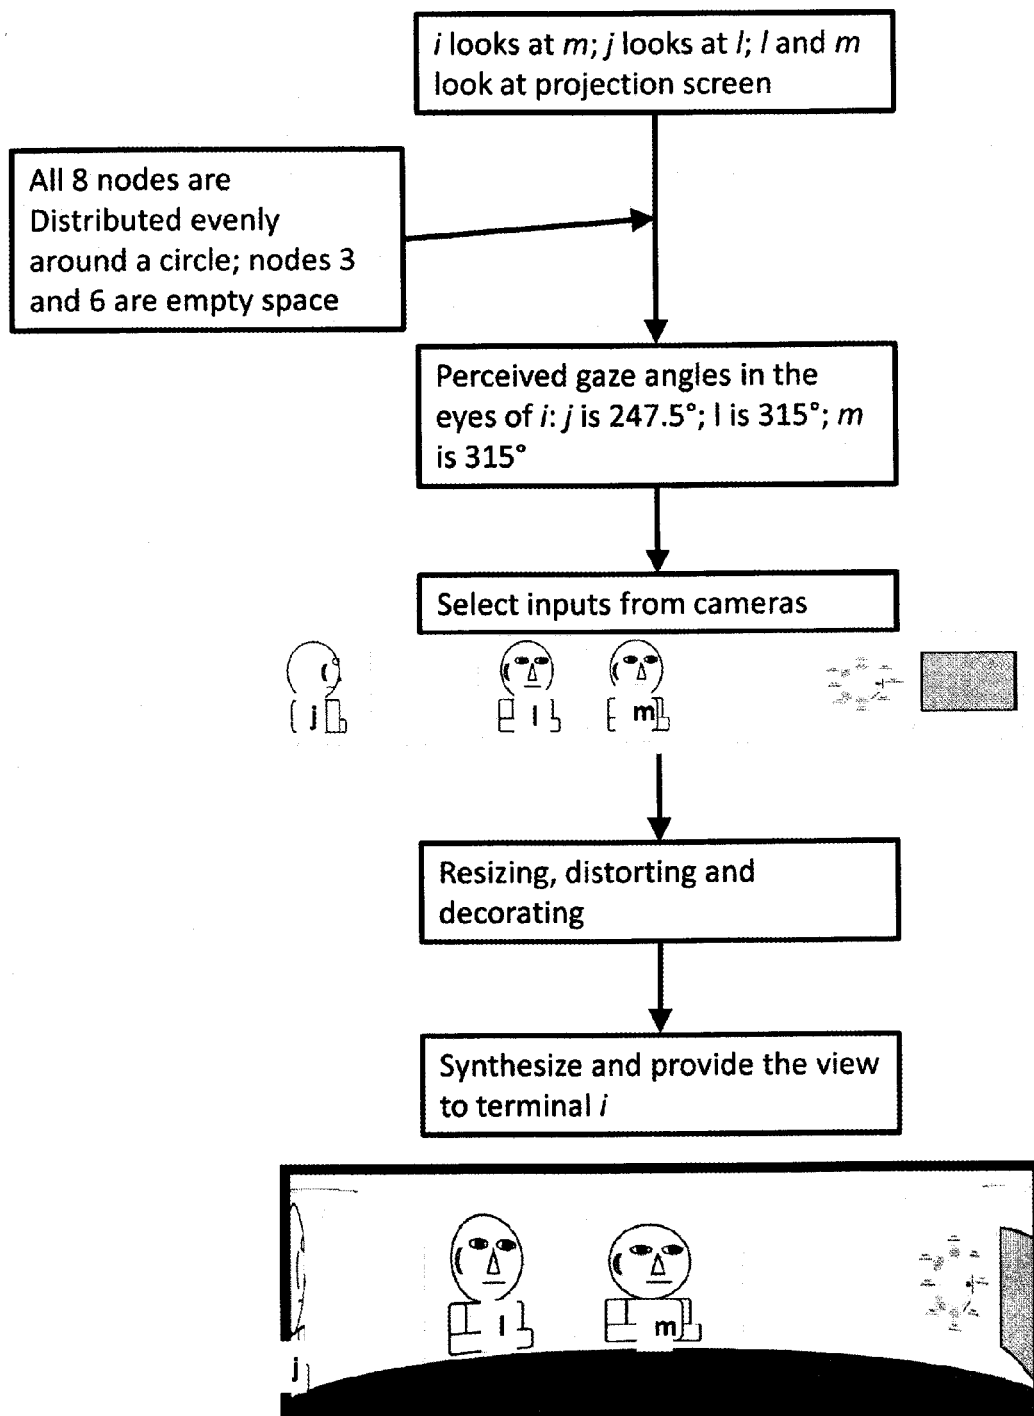 i looks at m; j looks at l; l and m
look at projection screen
All 8 nodes are
Distributed evenly
around a circle; nodes 3
and 6 are empty space
Perceived gaze angles in the
eyes of i: j is 247.5°; l is 315°; m
is 315°
Select inputs from cameras
j
l
m
Resizing, distorting and
decorating
Synthesize and provide the view
to terminal i
l
m
j